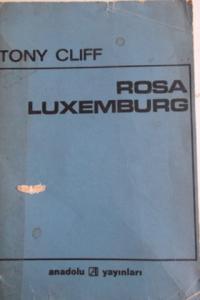 TONY CLIFF
ROSA
LUXEMBURG
anadolu A yayınları